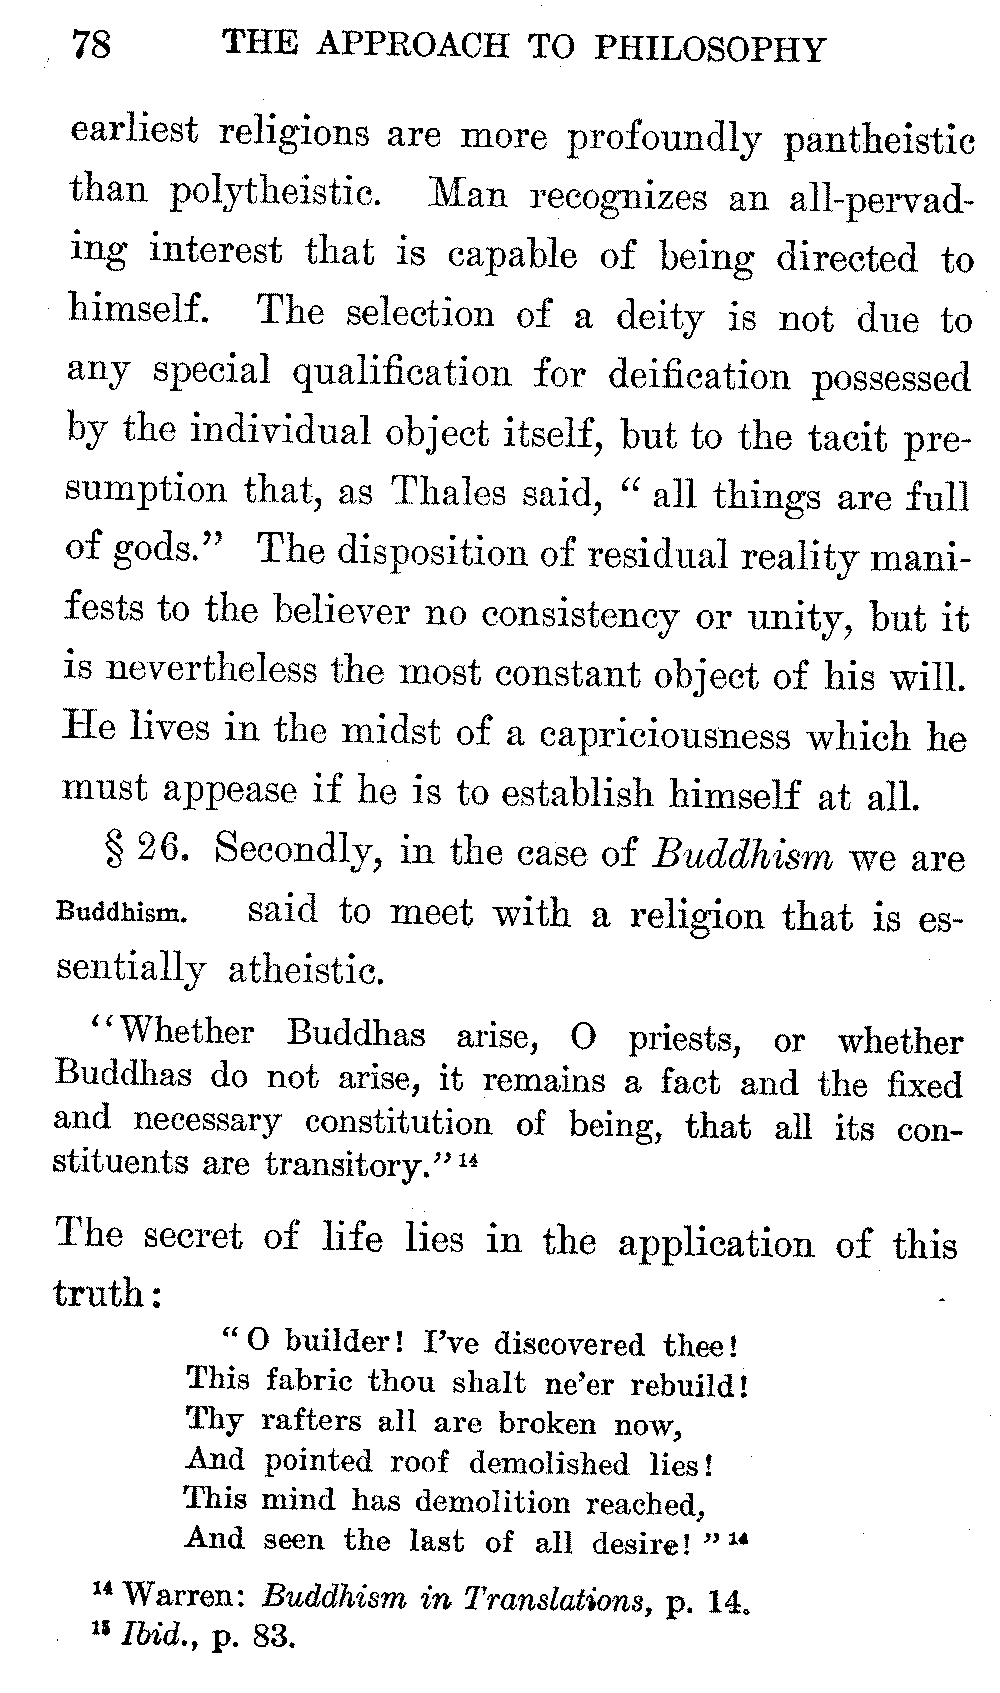 78 THE APPROACH TO PHILOSOPHY
earliest religions are more profoundly pantheistic
than polytheistic. Man recognizes an all-pervad-
ing interest that is capable of being directed to
himself. The selection of a deity is not due to
any special qualification for deification possessed
by the individual object itself, but to the tacit pre-
sumption that, as Thales said, “ all things are full
of gods.” The disposition of residual reality mani-
fests to the believer no consistency or unity, but it
is nevertheless the most constant object of his will.
He lives in the midst of a capriciousness which he
must appease if he is to establish himself at all.
§ 26. Secondly, in the case of Buddhism we are
Buddhism. said to meet with a religion that is es-
sentially atheistic.
“Whether Buddhas arise, O priests, or whether
Buddhas do not arise, it remains a fact and the fixed
and necessary constitution of being, that all its con-
stituents are transitory.” 14
The secret of life lies in the application of this
truth:
“ O builder! I’ve discovered thee!
This fabric thou shalt ne’er rebuild!
Thy rafters all are broken now,
And pointed roof demolished lies!
This mind has demolition reached,
And seen the last of all desire! ” 14
14 Warren: Buddhism in Translations, p. 14.
15 Ibid., p. 83.